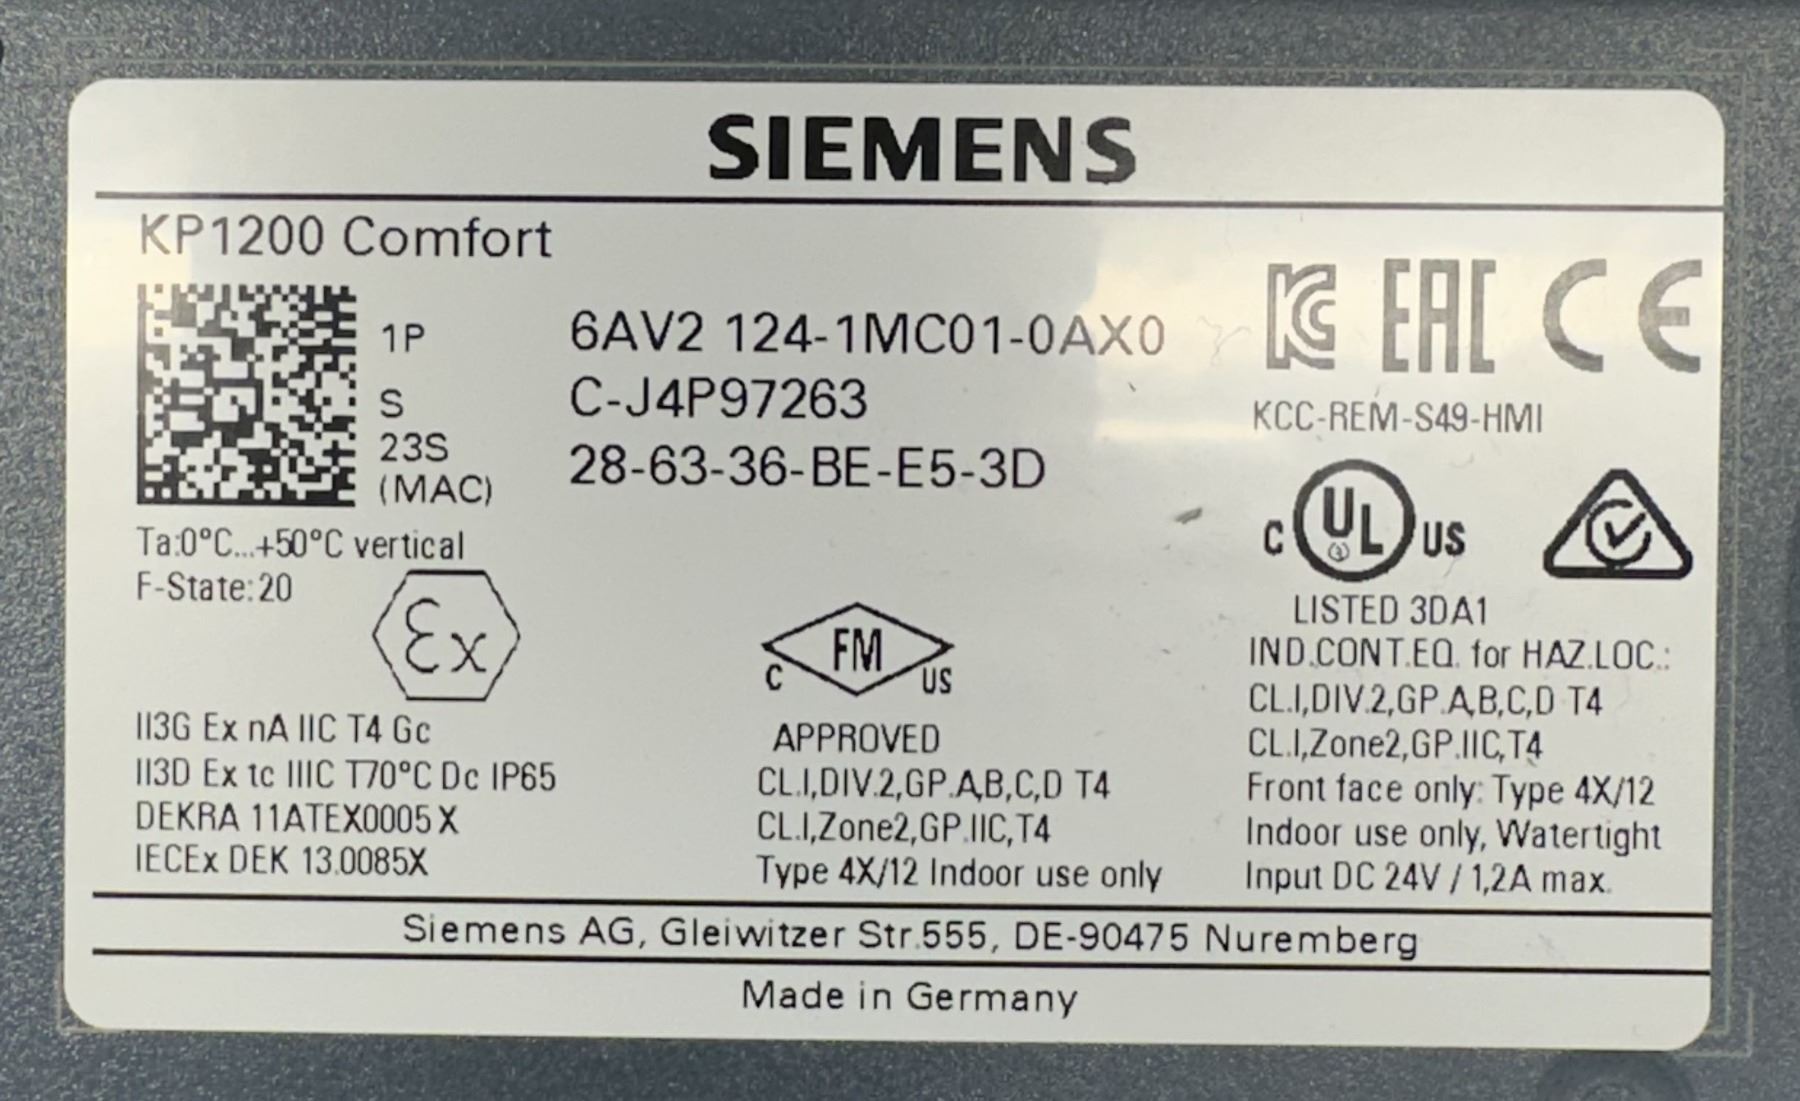 SIEMENS
KP1200 Comfort
1P 6AV2 124-1MC01-0AX0
S C-J4P97263
23S
(MAC) 28-63-36-BE-E5-3D
Ta:0°C...+50°C vertical
F-State:20
Ex
II3G Ex nA IIC T4 Gc
II3D Ex tc IIIC T70°C Dc IP65
DEKRA 11ATEX0005 X
IECEx DEK 13.0085X
C FM US
APPROVED
CL.I,DIV.2,GP.A,B,C,D T4
CL.I,Zone2,GP.IIC,T4
Type 4X/12 Indoor use only
KC EAC CE
KCC-REM-S49-HMI
C UL US
LISTED 3DA1
IND.CONT.EQ. for HAZ.LOC.:
CL.I,DIV.2,GP.A,B,C,D T4
CL.I,Zone2,GP.IIC,T4
Front face only: Type 4X/12
Indoor use only, Watertight
Input DC 24V / 1,2A max.
Siemens AG, Gleiwitzer Str.555, DE-90475 Nuremberg
Made in Germany